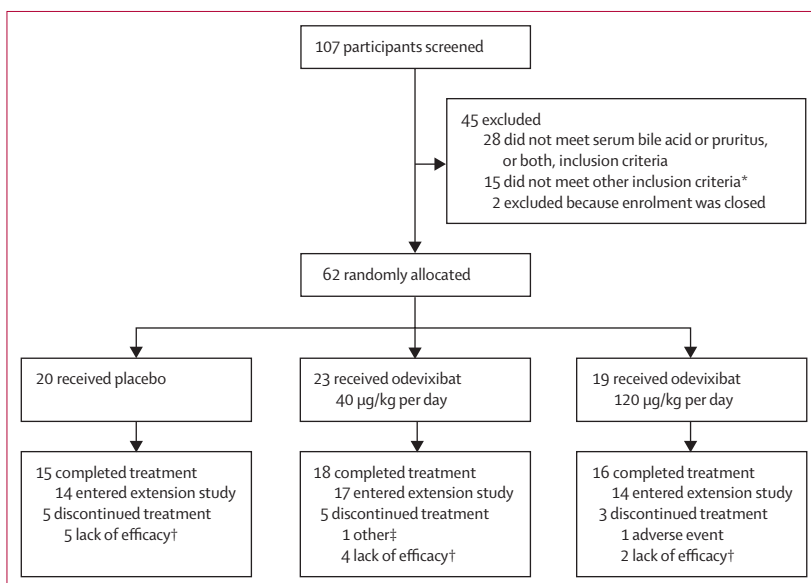 107 participants screened
45 excluded
28 did not meet serum bile acid or pruritus,
or both, inclusion criteria
15 did not meet other inclusion criteria*
2 excluded because enrolment was closed
62 randomly allocated
20 received placebo
23 received odevixibat
40 μg/kg per day
19 received odevixibat
120 μg/kg per day
15 completed treatment
14 entered extension study
5 discontinued treatment
5 lack of efficacy†
18 completed treatment
17 entered extension study
5 discontinued treatment
1 other‡
4 lack of efficacy†
16 completed treatment
14 entered extension study
3 discontinued treatment
1 adverse event
2 lack of efficacy†